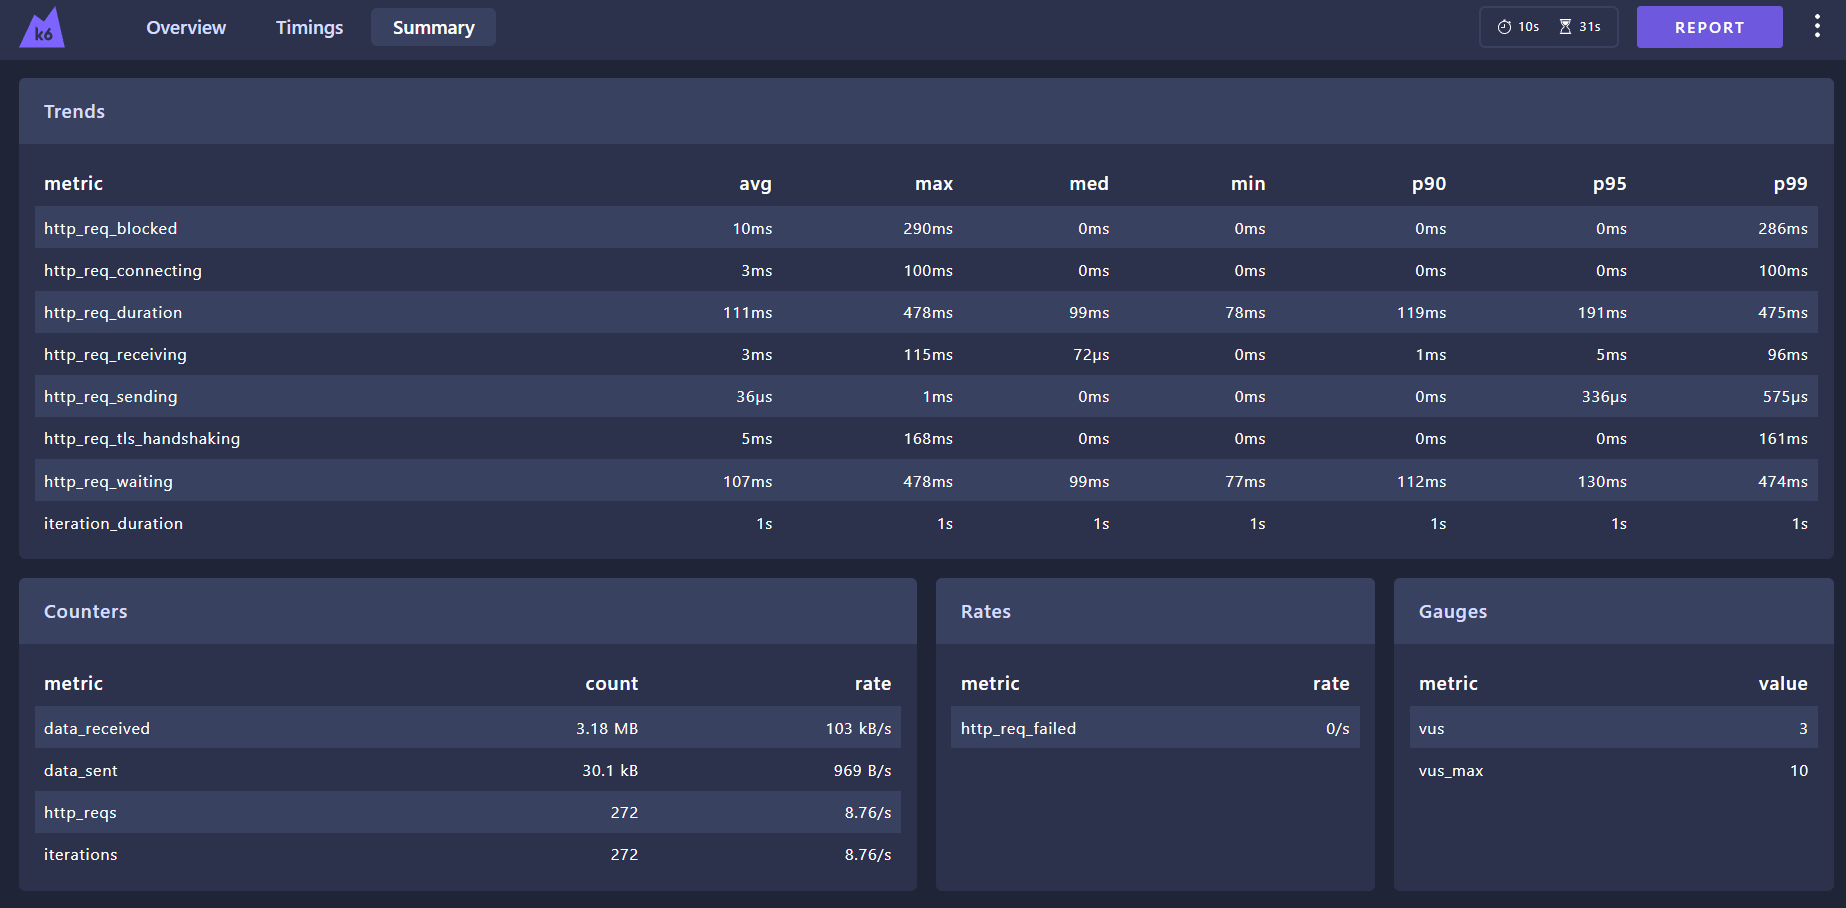 k6 Overview Timings Summary 10s 31s REPORT
Trends
metric avg max med min p90 p95 p99
http_req_blocked 10ms 290ms 0ms 0ms 0ms 0ms 286ms
http_req_connecting 3ms 100ms 0ms 0ms 0ms 0ms 100ms
http_req_duration 111ms 478ms 99ms 78ms 119ms 191ms 475ms
http_req_receiving 3ms 115ms 72µs 0ms 1ms 5ms 96ms
http_req_sending 36µs 1ms 0ms 0ms 0ms 336µs 575µs
http_req_tls_handshaking 5ms 168ms 0ms 0ms 0ms 0ms 161ms
http_req_waiting 107ms 478ms 99ms 77ms 112ms 130ms 474ms
iteration_duration 1s 1s 1s 1s 1s 1s 1s
Counters
metric count rate
data_received 3.18 MB 103 kB/s
data_sent 30.1 kB 969 B/s
http_reqs 272 8.76/s
iterations 272 8.76/s
Rates
metric rate
http_req_failed 0/s
Gauges
metric value
vus 3
vus_max 10